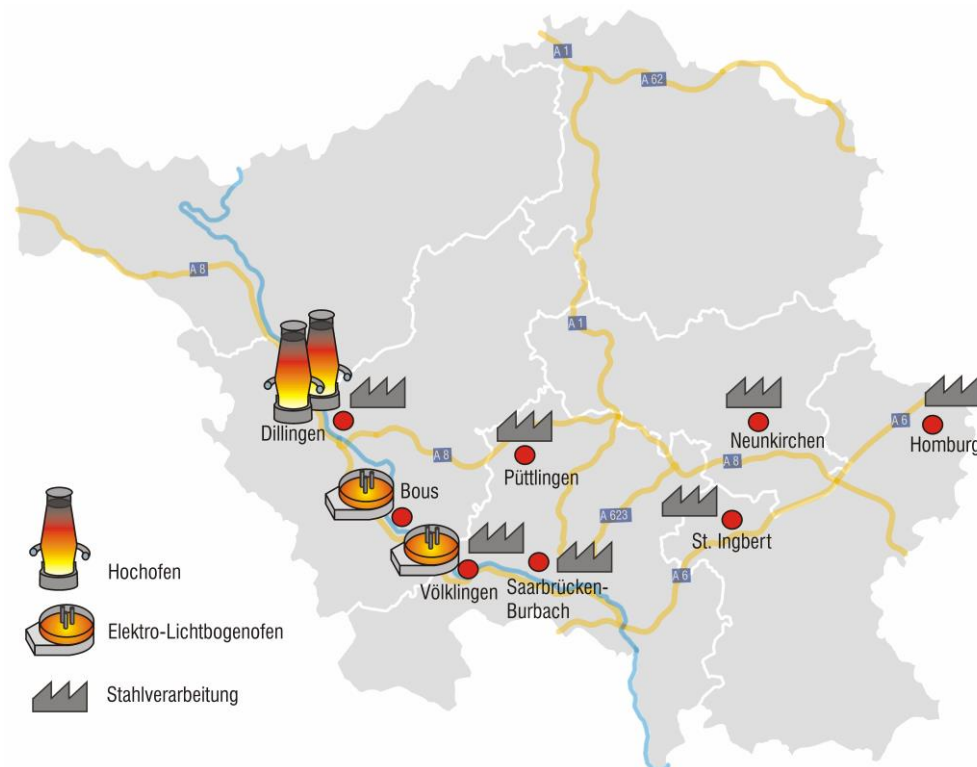 A 1
A 62
A 8
A 1
Dillingen
A 8
Püttlingen
Neunkirchen
A 6
Homburg
A 8
Bous
A 623
St. Ingbert
Völklingen
Saarbrücken-
Burbach
A 6
Hochofen
Elektro-Lichtbogenofen
Stahlverarbeitung